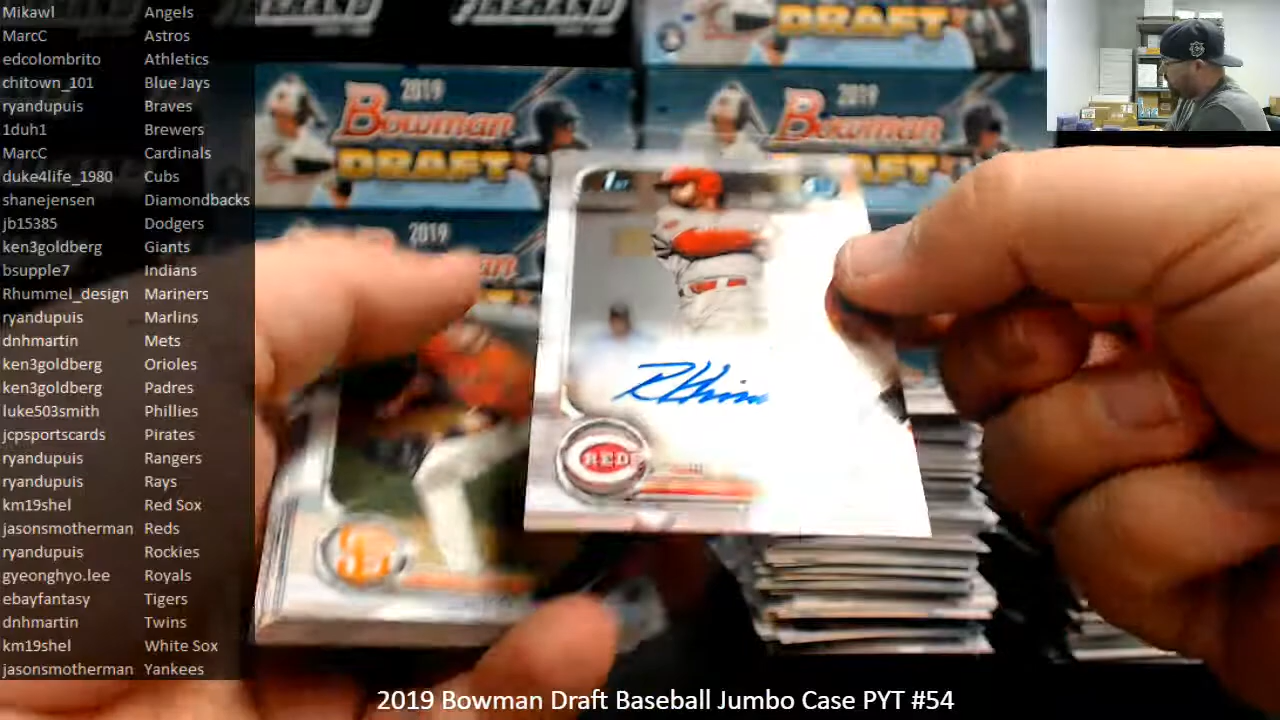 Mikawl Angels
MarcC Astros
edcolombrito Athletics
chitown_101 Blue Jays
ryandupuis Braves
1duh1 Brewers
MarcC Cardinals
duke4life_1980 Cubs
shanejensen Diamondbacks
jb15385 Dodgers
ken3goldberg Giants
bsupple7 Indians
Rhummel_design Mariners
ryandupuis Marlins
dnhmartin Mets
ken3goldberg Orioles
ken3goldberg Padres
luke503smith Phillies
jcpsportscards Pirates
ryandupuis Rangers
ryandupuis Rays
km19shel Red Sox
jasonsmotherman Reds
ryandupuis Rockies
gyeonghyo.lee Royals
ebayfantasy Tigers
dnhmartin Twins
km19shel White Sox
jasonsmotherman Yankees
DRAFT
2019
Bowman
DRAFT
2019
Bowman
DRAFT
2019
1st
REDS
2019 Bowman Draft Baseball Jumbo Case PYT #54